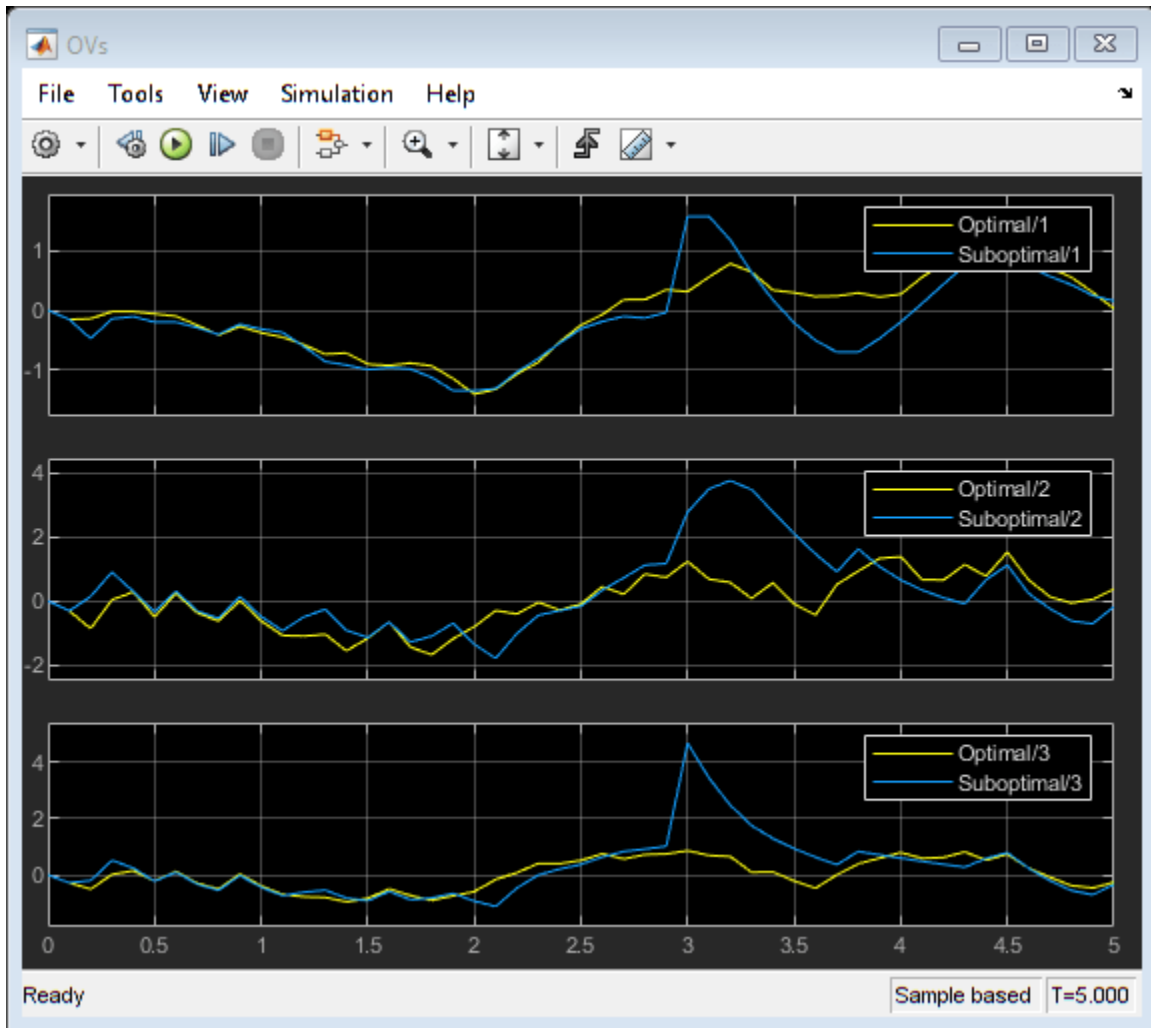 OVs
File Tools View Simulation Help
Optimal/1
Suboptimal/1
1
0
-1
Optimal/2
Suboptimal/2
4
2
0
-2
Optimal/3
Suboptimal/3
4
2
0
0 0.5 1 1.5 2 2.5 3 3.5 4 4.5 5
Ready Sample based T=5.000